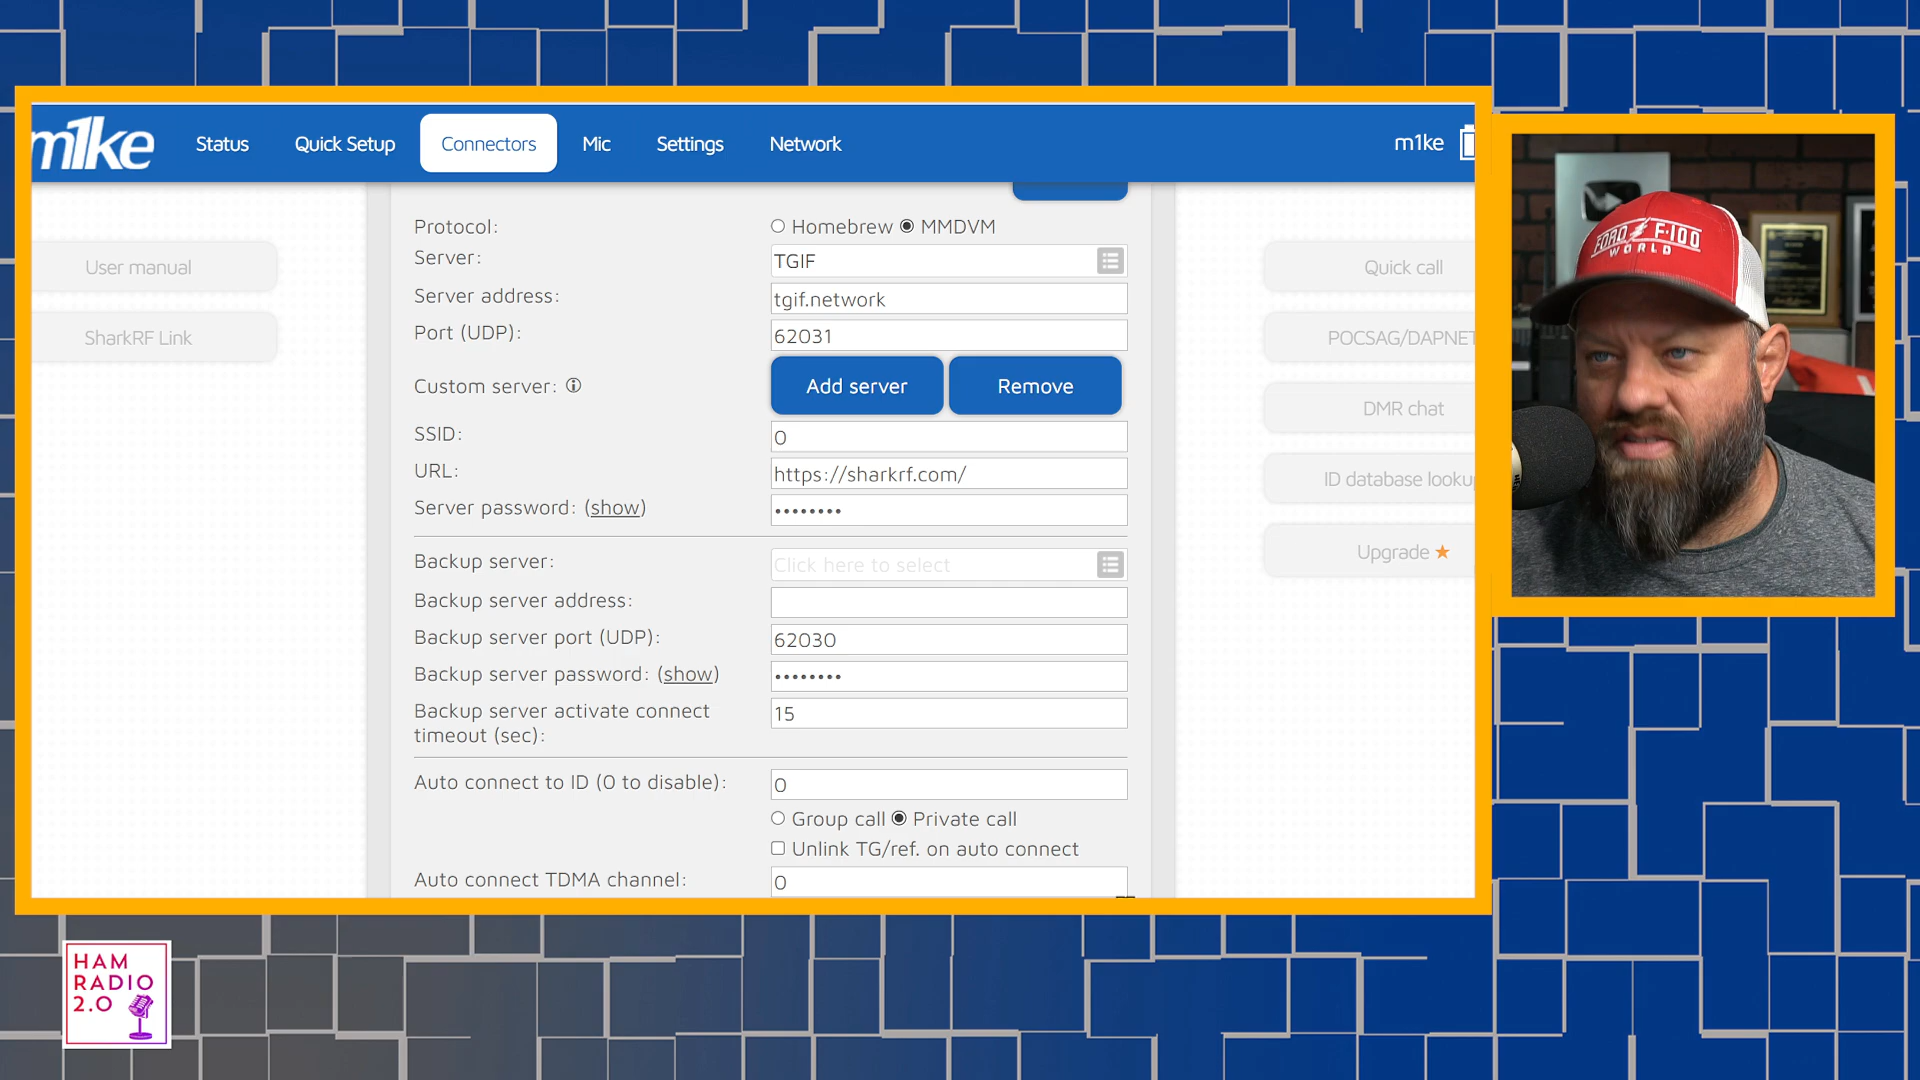 m1ke
Status
Quick Setup
Connectors
Mic
Settings
Network
m1ke
User manual
SharkRF Link
Protocol:
Homebrew
MMDVM
Server:
TGIF
Server address:
tgif.network
Port (UDP):
62031
Custom server:
Add server
Remove
SSID:
0
URL:
https://sharkrf.com/
Server password: (show)
••••••••
Backup server:
Click here to select
Backup server address:
Backup server port (UDP):
62030
Backup server password: (show)
••••••••
Backup server activate connect
timeout (sec):
15
Auto connect to ID (0 to disable):
0
Group call
Private call
Unlink TG/ref. on auto connect
Auto connect TDMA channel:
0
Quick call
POCSAG/DAPNET
DMR chat
ID database lookup
Upgrade ★
FORD F-100
WORLD
HAM
RADIO
2.0